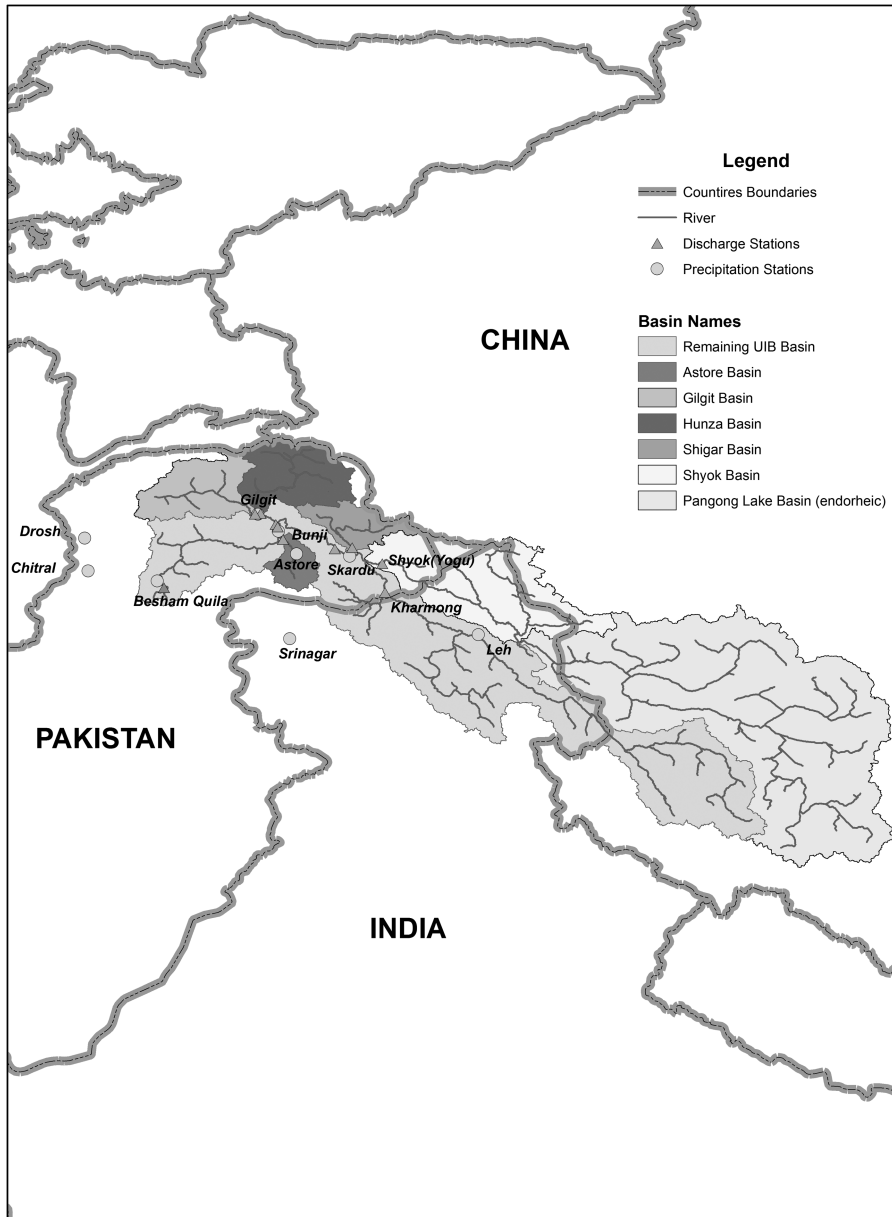 Legend
Countires Boundaries
River
Discharge Stations
Precipitation Stations
CHINA
Basin Names
Remaining UIB Basin
Astore Basin
Gilgit Basin
Hunza Basin
Shigar Basin
Shyok Basin
Pangong Lake Basin (endorheic)
Gilgit
Drosh
Bunji
Chitral
Astore
Skardu
Shyok(Yogu)
Besham Quila
Kharmong
Srinagar
Leh
PAKISTAN
INDIA